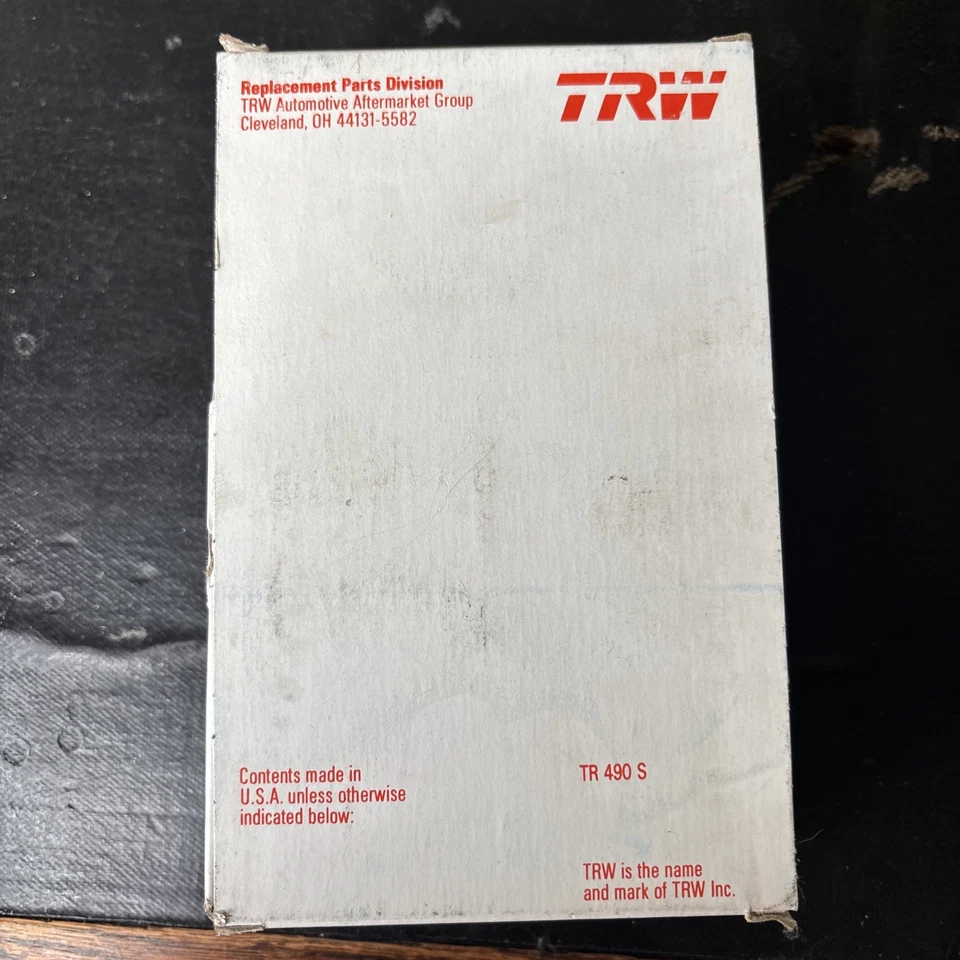 Replacement Parts Division
TRW Automotive Aftermarket Group
Cleveland, OH 44131-5582
TRW
Contents made in
U.S.A. unless otherwise
indicated below:
TR 490 S
TRW is the name
and mark of TRW Inc.